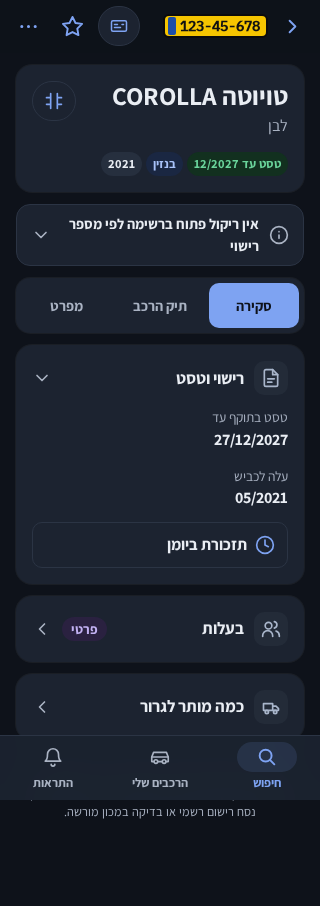 123-45-678
טויוטה COROLLA
לבן
טסט עד 12/2027
בנזין
2021
אין ריקול פתוח ברשימה לפי מספר
רישוי
סקירה
תיק הרכב
מפרט
רישוי וטסט
טסט בתוקף עד
27/12/2027
עלה לכביש
05/2021
תזכורת ביומן
בעלות
פרטי
כמה מותר לגרור
חיפוש
הרכבים שלי
התראות
נסח רישום רשמי או בדיקה במכון מורשה.